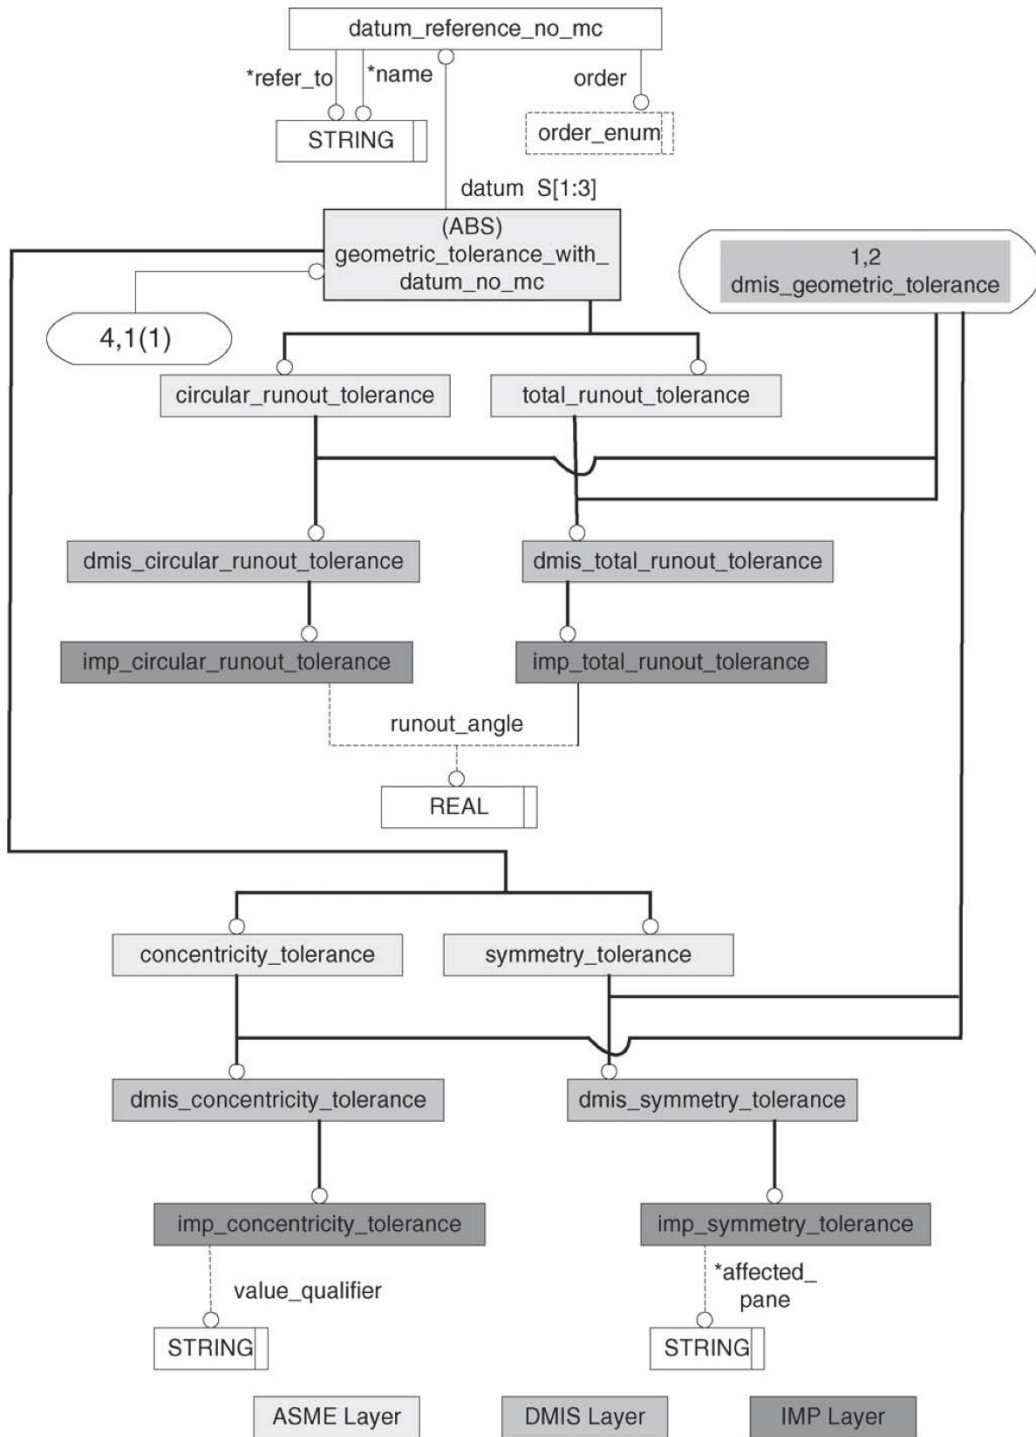 datum_reference_no_mc
*refer_to
*name
order
STRING
order_enum
datum S[1:3]
(ABS)
geometric_tolerance_with_
datum_no_mc
1,2
dmis_geometric_tolerance
4,1(1)
circular_runout_tolerance
total_runout_tolerance
dmis_circular_runout_tolerance
dmis_total_runout_tolerance
imp_circular_runout_tolerance
imp_total_runout_tolerance
runout_angle
REAL
concentricity_tolerance
symmetry_tolerance
dmis_concentricity_tolerance
dmis_symmetry_tolerance
imp_concentricity_tolerance
imp_symmetry_tolerance
value_qualifier
*affected_
pane
STRING
STRING
ASME Layer
DMIS Layer
IMP Layer